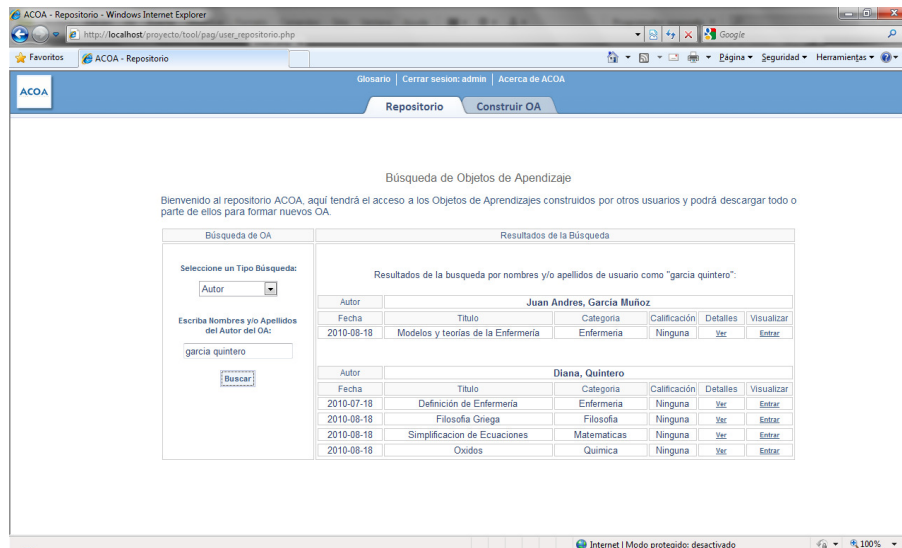 ACOA - Repositorio - Windows Internet Explorer
http://localhost/proyecto/tool/pag/user_repositorio.php
Google
Favoritos
ACOA - Repositorio
Página
Seguridad
Herramientas
ACOA
Glosario | Cerrar sesion: admin | Acerca de ACOA
Repositorio
Construir OA
Búsqueda de Objetos de Apendizaje
Bienvenido al repositorio ACOA, aquí tendrá el acceso a los Objetos de Aprendizajes construidos por otros usuarios y podrá descargar todo o
parte de ellos para formar nuevos OA.
Búsqueda de OA
Seleccione un Tipo Búsqueda:
Autor
Escriba Nombres y/o Apellidos
del Autor del OA:
garcia quintero
Buscar
Resultados de la Búsqueda
Resultados de la busqueda por nombres y/o apellidos de usuario como "garcia quintero":
Autor Juan Andres, Garcia Muñoz
Fecha Titulo Categoria Calificación Detalles Visualizar
2010-08-18 Modelos y teorías de la Enfermería Enfermeria Ninguna Ver Entrar
Autor Diana, Quintero
Fecha Titulo Categoria Calificación Detalles Visualizar
2010-07-18 Definición de Enfermería Enfermeria Ninguna Ver Entrar
2010-08-18 Filosofia Griega Filosofia Ninguna Ver Entrar
2010-08-18 Simplificacion de Ecuaciones Matematicas Ninguna Ver Entrar
2010-08-18 Oxidos Quimica Ninguna Ver Entrar
Internet | Modo protegido: desactivado
100%